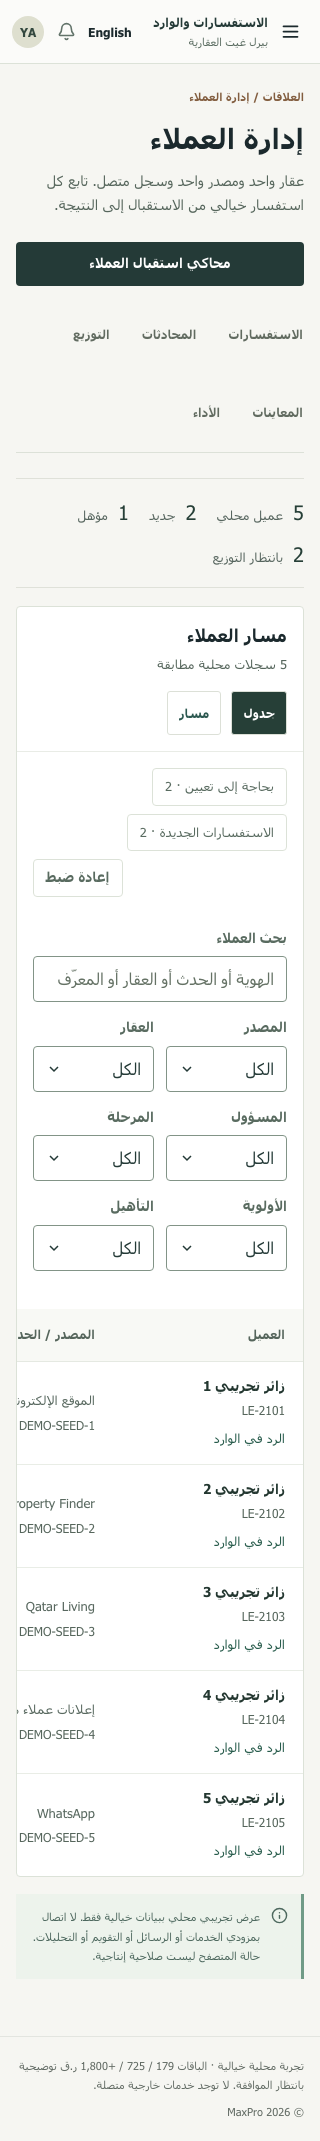 الاستفسارات والوارد
بيرل غيت العقارية
English
YA
العلاقات / إدارة العملاء
إدارة العملاء
عقار واحد ومصدر واحد وسجل متصل. تابع كل
استفسار خيالي من الاستقبال إلى النتيجة.
محاكي استقبال العملاء
الاستفسارات المحادثات التوزيع
المعاينات الأداء
5 عميل محلي 2 جديد 1 مؤهل
2 بانتظار التوزيع
مسار العملاء
5 سجلات محلية مطابقة
جدول مسار
بحاجة إلى تعيين · 2
الاستفسارات الجديدة · 2
إعادة ضبط
بحث العملاء
الهوية أو الحدث أو العقار أو المعرّف
المصدر العقار
الكل الكل
المسؤول المرحلة
الكل الكل
الأولوية التأهيل
الكل الكل
العميل المصدر / الحد
زائر تجريبي 1
LE-2101
الرد في الوارد
الموقع الإلكترون
DEMO-SEED-1
زائر تجريبي 2
LE-2102
الرد في الوارد
roperty Finder
DEMO-SEED-2
زائر تجريبي 3
LE-2103
الرد في الوارد
Qatar Living
DEMO-SEED-3
زائر تجريبي 4
LE-2104
الرد في الوارد
إعلانات عملاء
DEMO-SEED-4
زائر تجريبي 5
LE-2105
الرد في الوارد
WhatsApp
DEMO-SEED-5
عرض تجريبي محلي ببيانات خيالية فقط. لا اتصال
بمزودي الخدمات أو الرسائل أو التقويم أو التحليلات.
حالة المتصفح ليست صلاحية إنتاجية.
تجربة محلية خيالية · الباقات 179 / 725 / +1,800 ر.ق توضيحية
بانتظار الموافقة. لا توجد خدمات خارجية متصلة.
© 2026 MaxPro